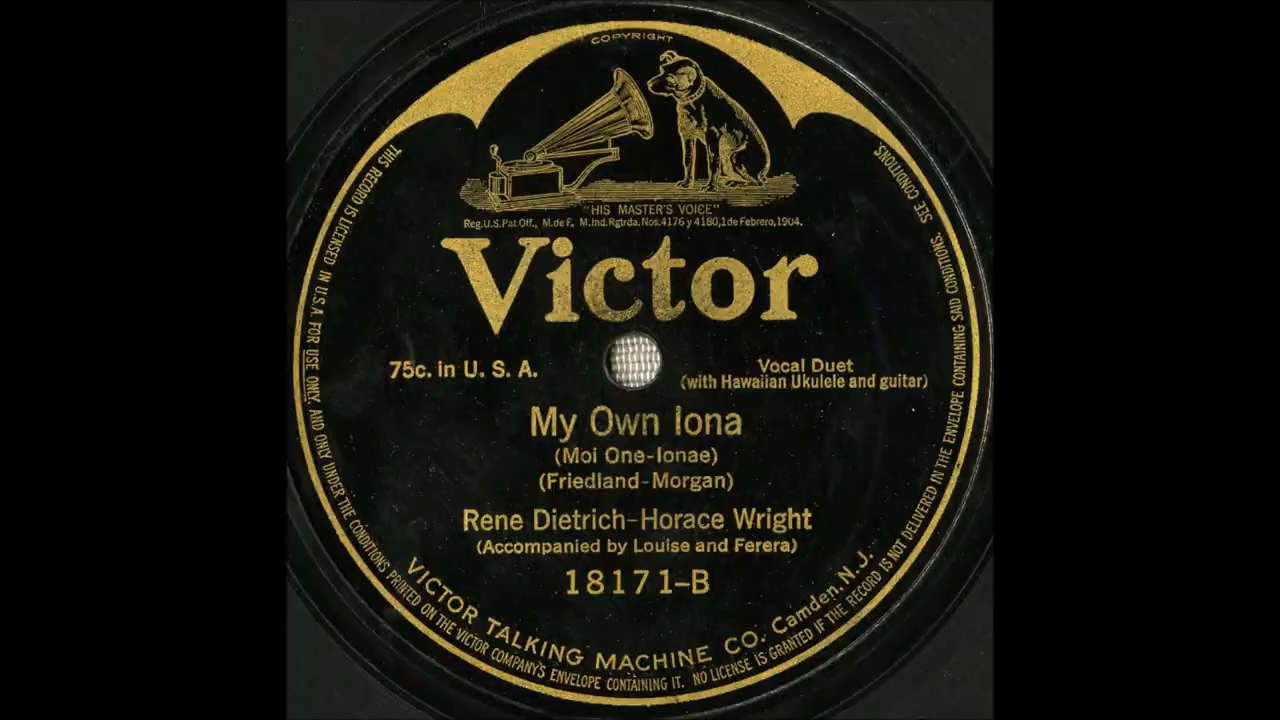 COPYRIGHT
"HIS MASTER'S VOICE"
Reg.U.S.Pat.Off., M.de F. M.Ind.Rgtrda.Nos.4176 y 4180,1 de Febrero,1904.
Victor
75c. in U. S. A.
Vocal Duet
(with Hawaiian Ukulele and guitar)
My Own Iona
(Moi One-Ionae)
(Friedland-Morgan)
Rene Dietrich-Horace Wright
(Accompanied by Louise and Ferera)
18171-B
VICTOR TALKING MACHINE CO. Camden, N.J.
THIS RECORD IS LICENSED IN U.S.A. FOR USE ONLY, AND ONLY UNDER THE CONDITIONS PRINTED ON THE VICTOR COMPANY'S ENVELOPE CONTAINING IT. NO LICENSE IS GRANTED IF THE RECORD IS NOT DELIVERED IN THE ENVELOPE CONTAINING SAID CONDITIONS. SEE CONDITIONS.